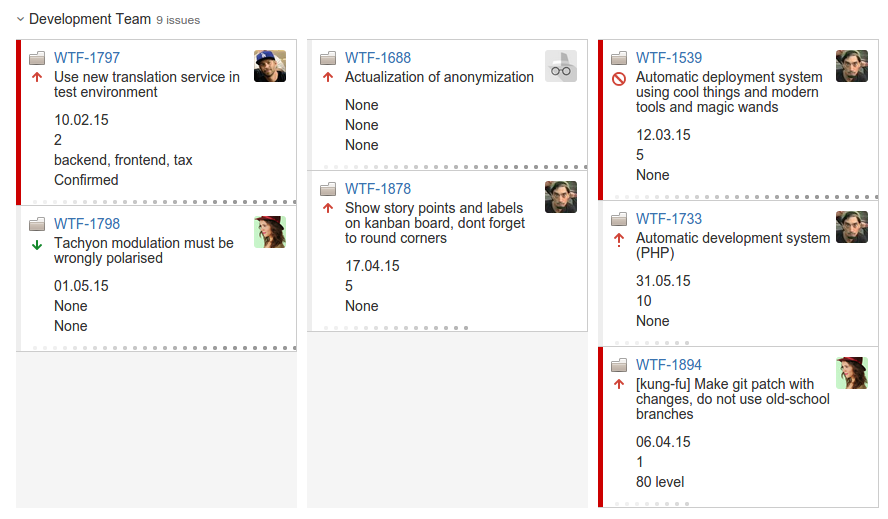 Development Team 9 issues
WTF-1797
Use new translation service in
test environment
10.02.15
2
backend, frontend, tax
Confirmed
WTF-1798
Tachyon modulation must be
wrongly polarised
01.05.15
None
None
WTF-1688
Actualization of anonymization
None
None
None
WTF-1878
Show story points and labels
on kanban board, dont forget
to round corners
17.04.15
5
None
WTF-1539
Automatic deployment system
using cool things and modern
tools and magic wands
12.03.15
5
None
WTF-1733
Automatic development system
(PHP)
31.05.15
10
None
WTF-1894
[kung-fu] Make git patch with
changes, do not use old-school
branches
06.04.15
1
80 level